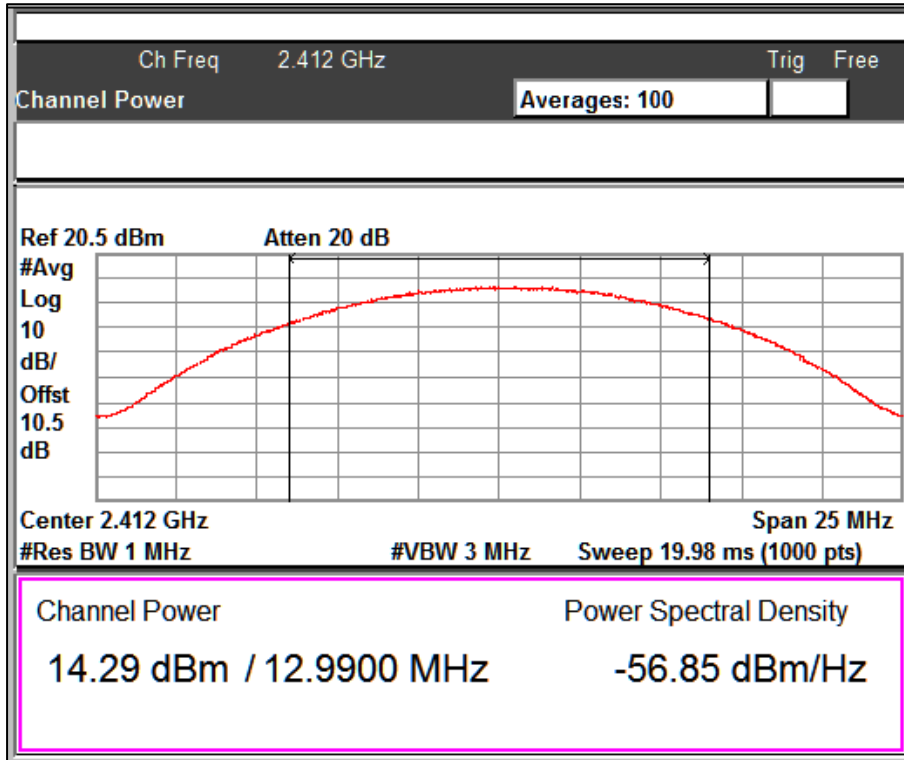 Ch Freq 2.412 GHz Trig Free
Channel Power Averages: 100
Ref 20.5 dBm Atten 20 dB
#Avg
Log
10
dB/
Offst
10.5
dB
Center 2.412 GHz Span 25 MHz
#Res BW 1 MHz #VBW 3 MHz Sweep 19.98 ms (1000 pts)
Channel Power Power Spectral Density
14.29 dBm / 12.9900 MHz -56.85 dBm/Hz